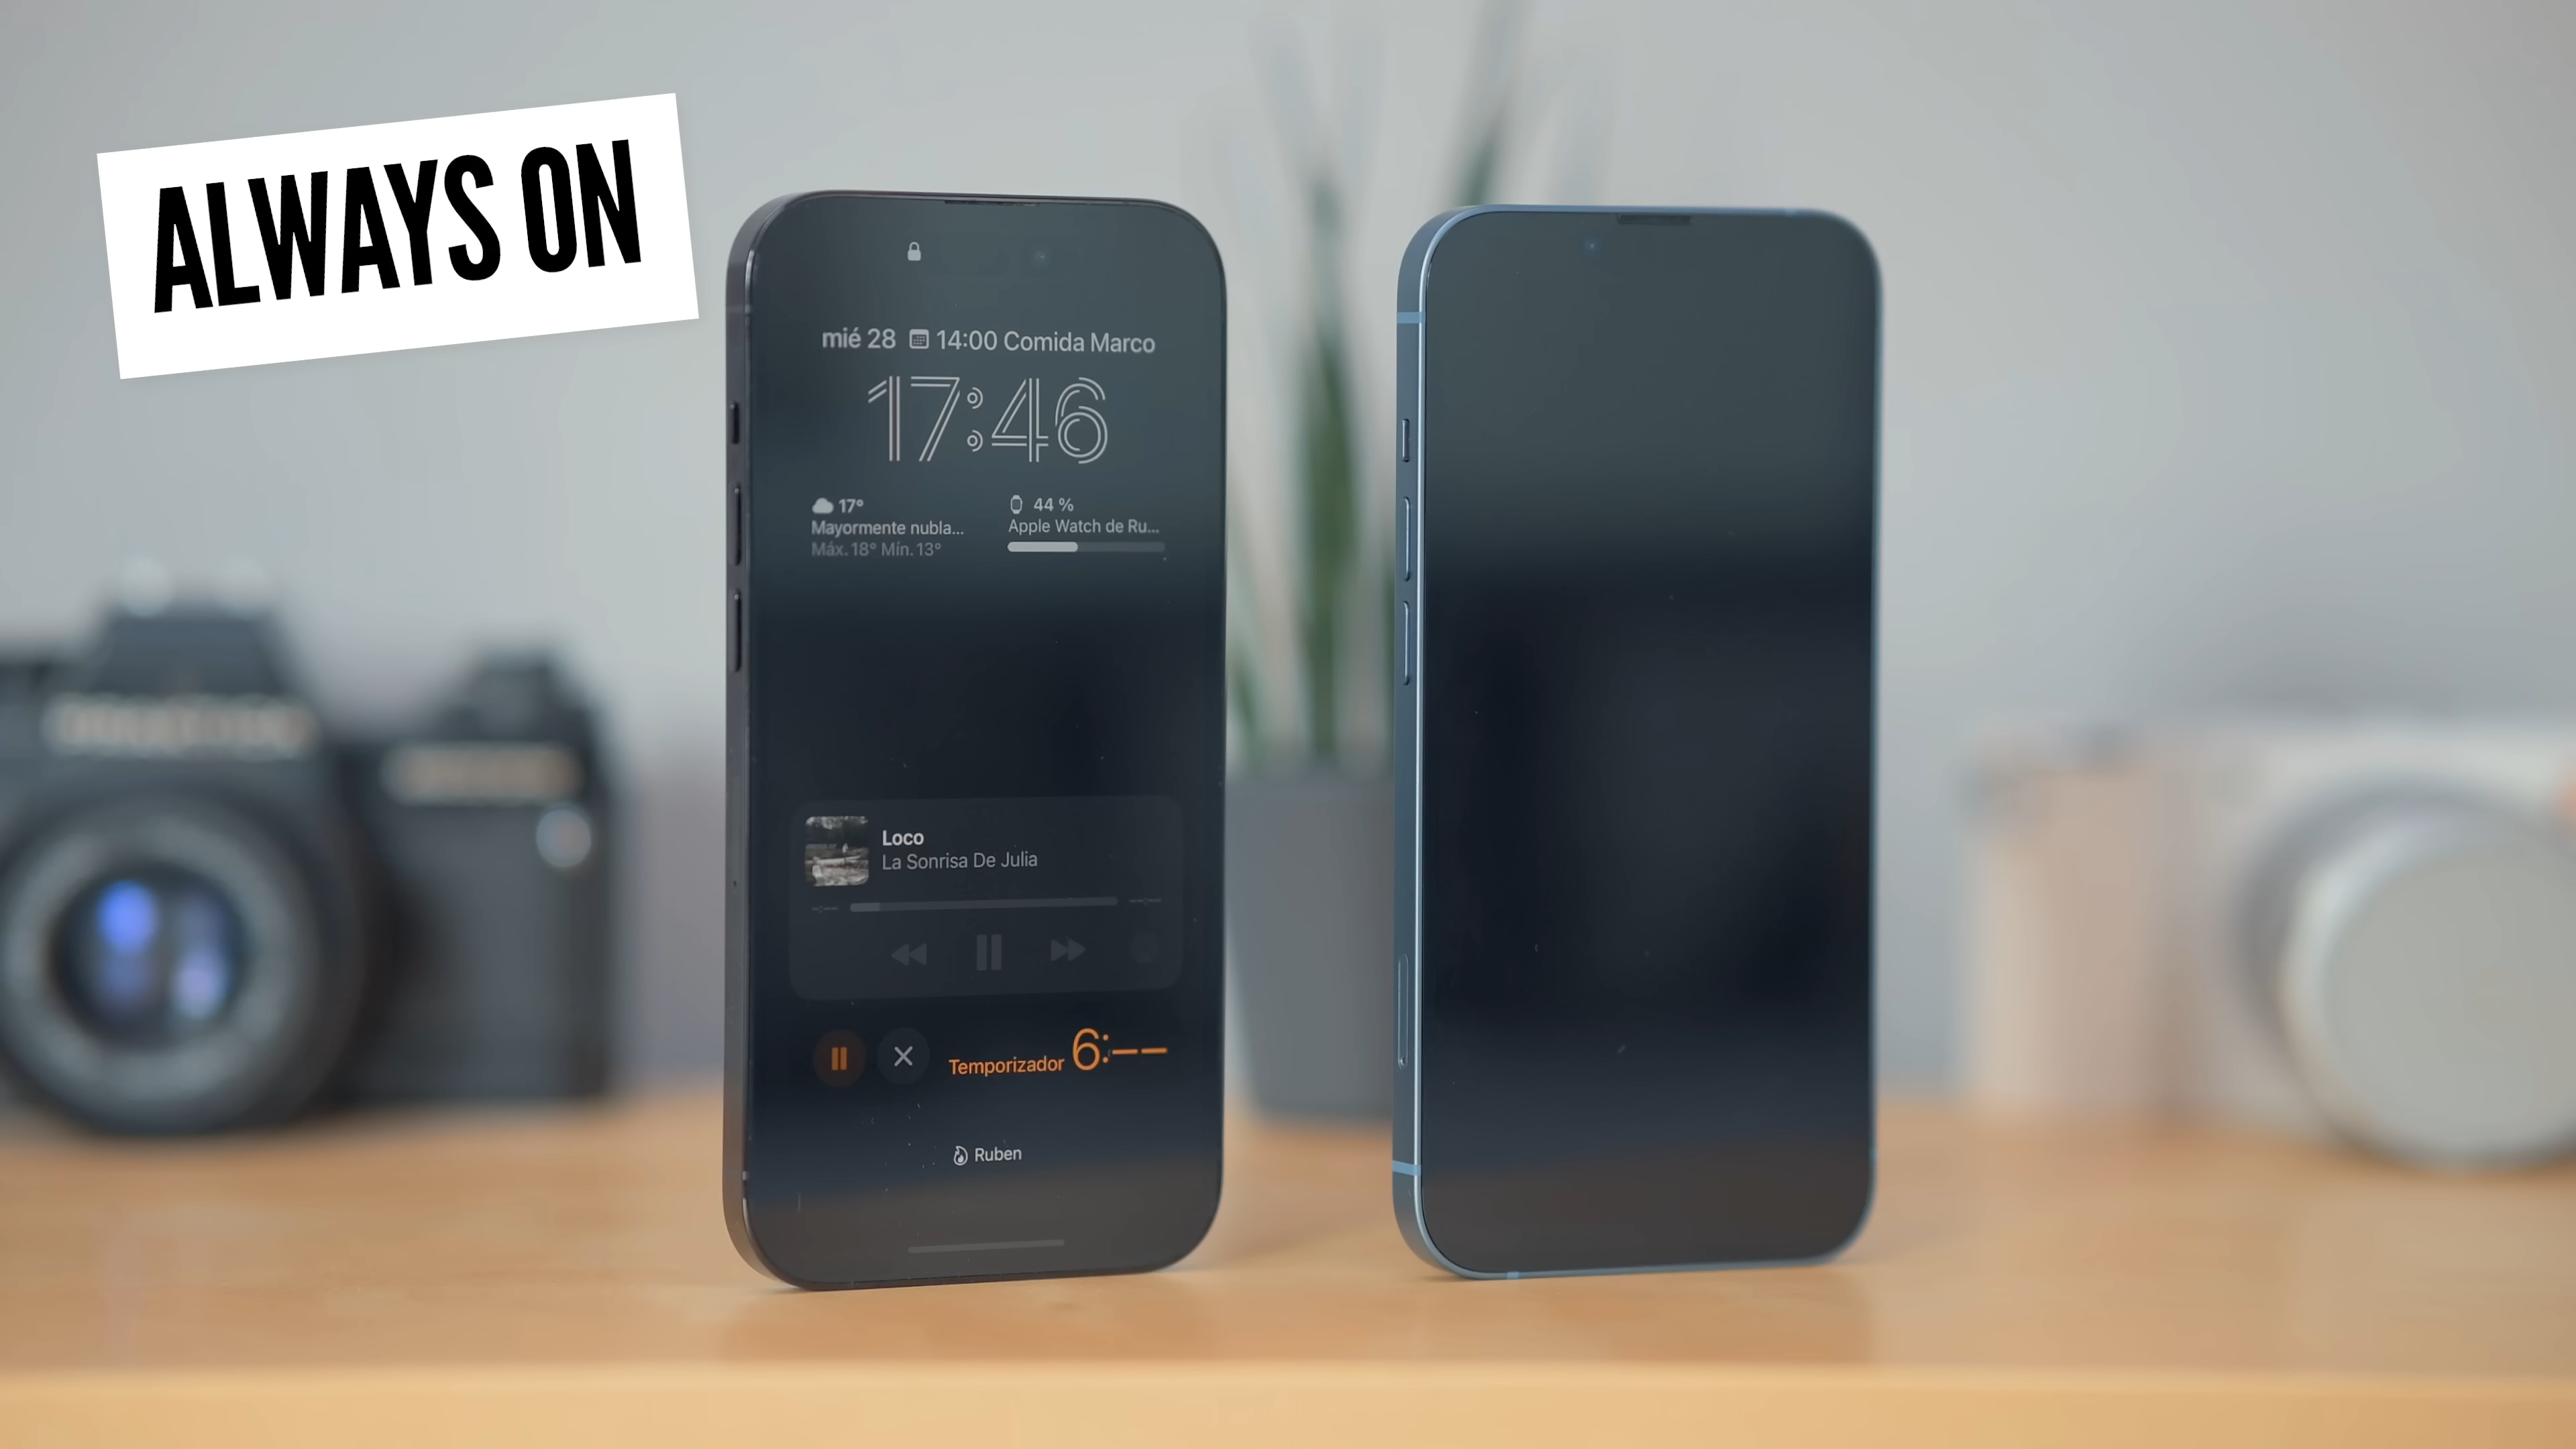 ALWAYS ON
mié 28 14:00 Comida Marco
17:46
17°
Mayormente nubla...
Máx. 18° Mín. 13°
44 %
Apple Watch de Ru...
Loco
La Sonrisa De Julia
Temporizador 6:--
Ruben